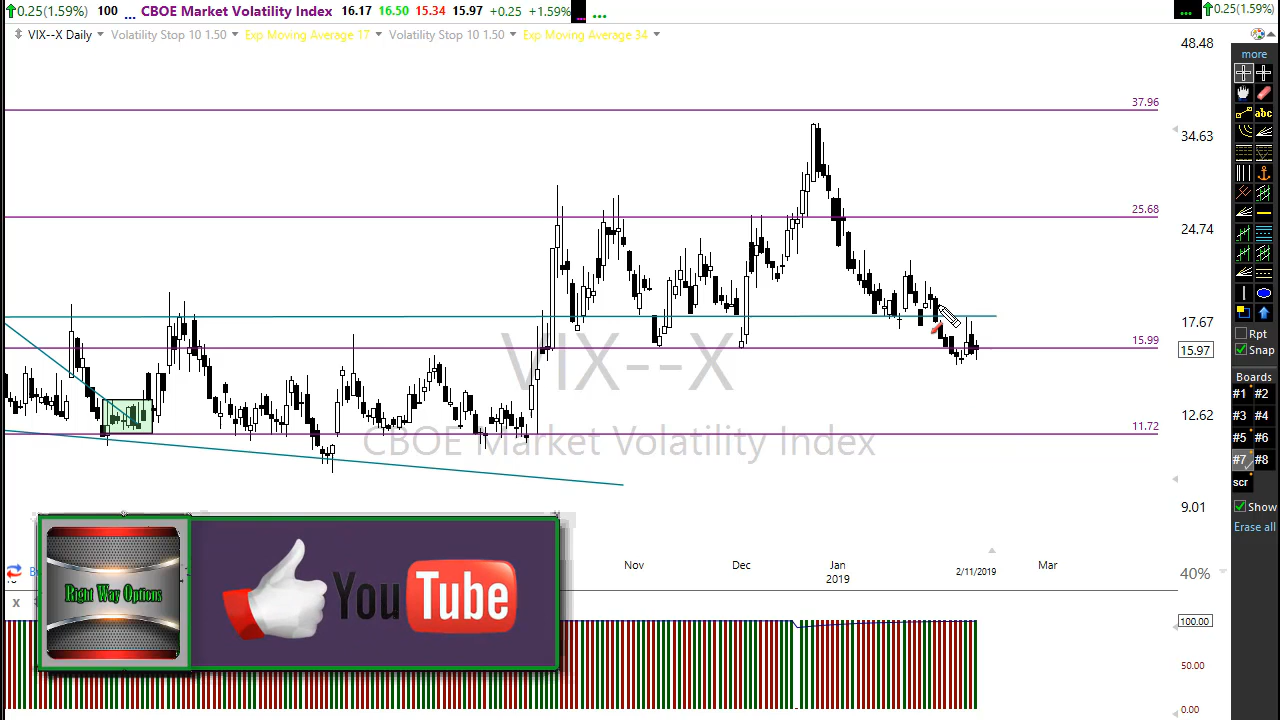 0.25(1.59%) 100 ... CBOE Market Volatility Index 16.17 16.50 15.34 15.97 +0.25 +1.59% ... ... 0.25(1.59%)
VIX--X Daily Volatility Stop 10 1.50 Exp Moving Average 17 Volatility Stop 10 1.50 Exp Moving Average 34
48.48
more
37.96
abc
34.63
25.68
24.74
17.67
Rpt
15.99
Snap
15.97
VIX--X
Boards
#1 #2
12.62
#3 #4
11.72
#5 #6
CBOE Market Volatility Index
#7 #8
scr
9.01
Show
Erase all
Nov Dec Jan 2/11/2019 Mar
2019
40%
Right Way Options
You Tube
X
100.00
50.00
0.00